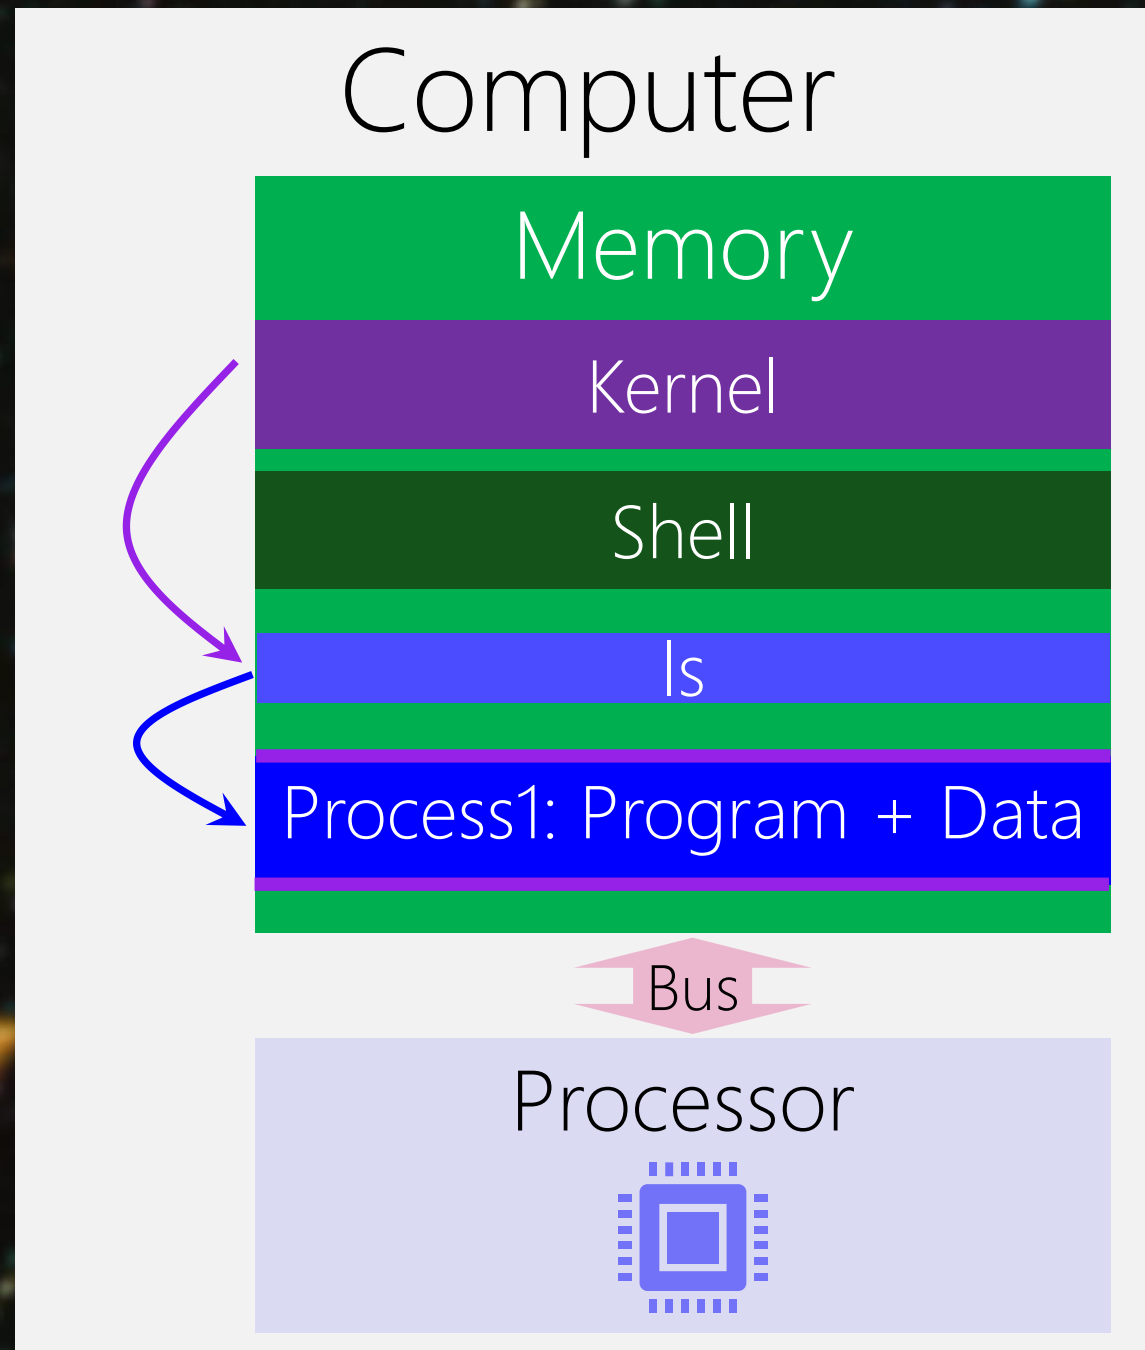 Computer
Memory
Kernel
Shell
ls
Process1: Program + Data
Bus
Processor